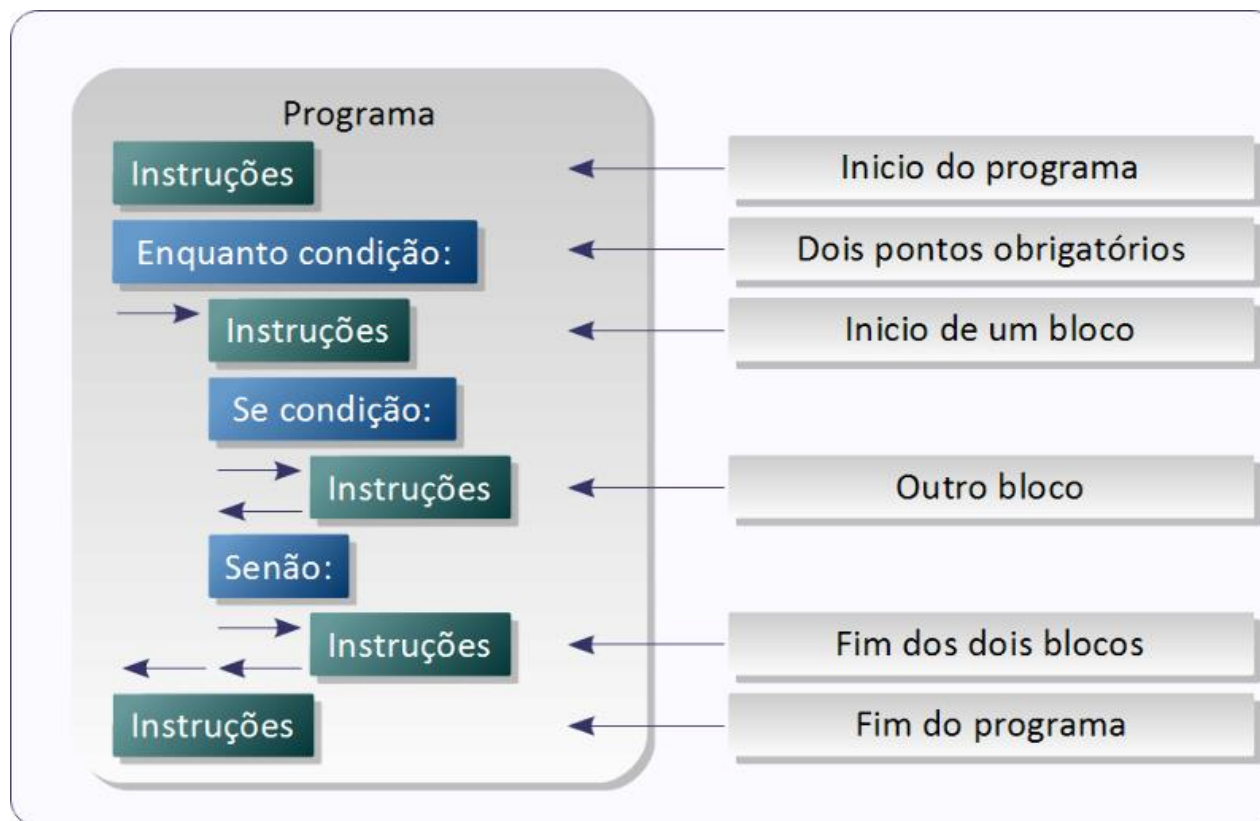 Programa
Instruções
Inicio do programa
Enquanto condição:
Dois pontos obrigatórios
Instruções
Inicio de um bloco
Se condição:
Instruções
Outro bloco
Senão:
Instruções
Fim dos dois blocos
Instruções
Fim do programa